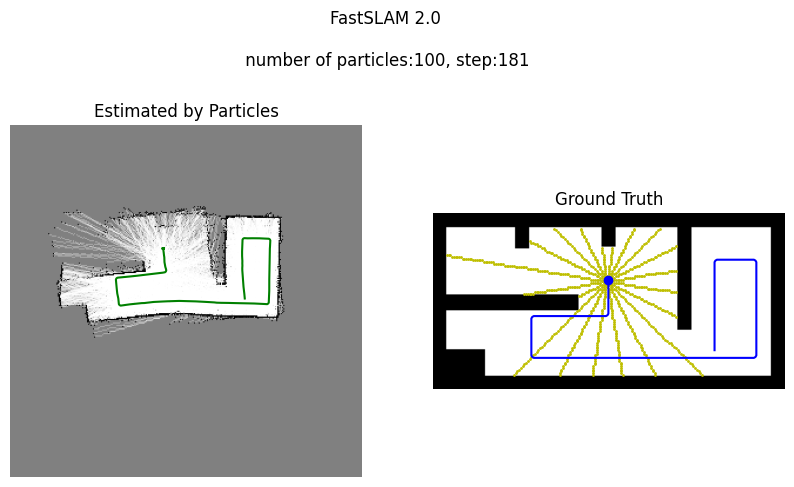 FastSLAM 2.0
number of particles:100, step:181
Estimated by Particles
Ground Truth